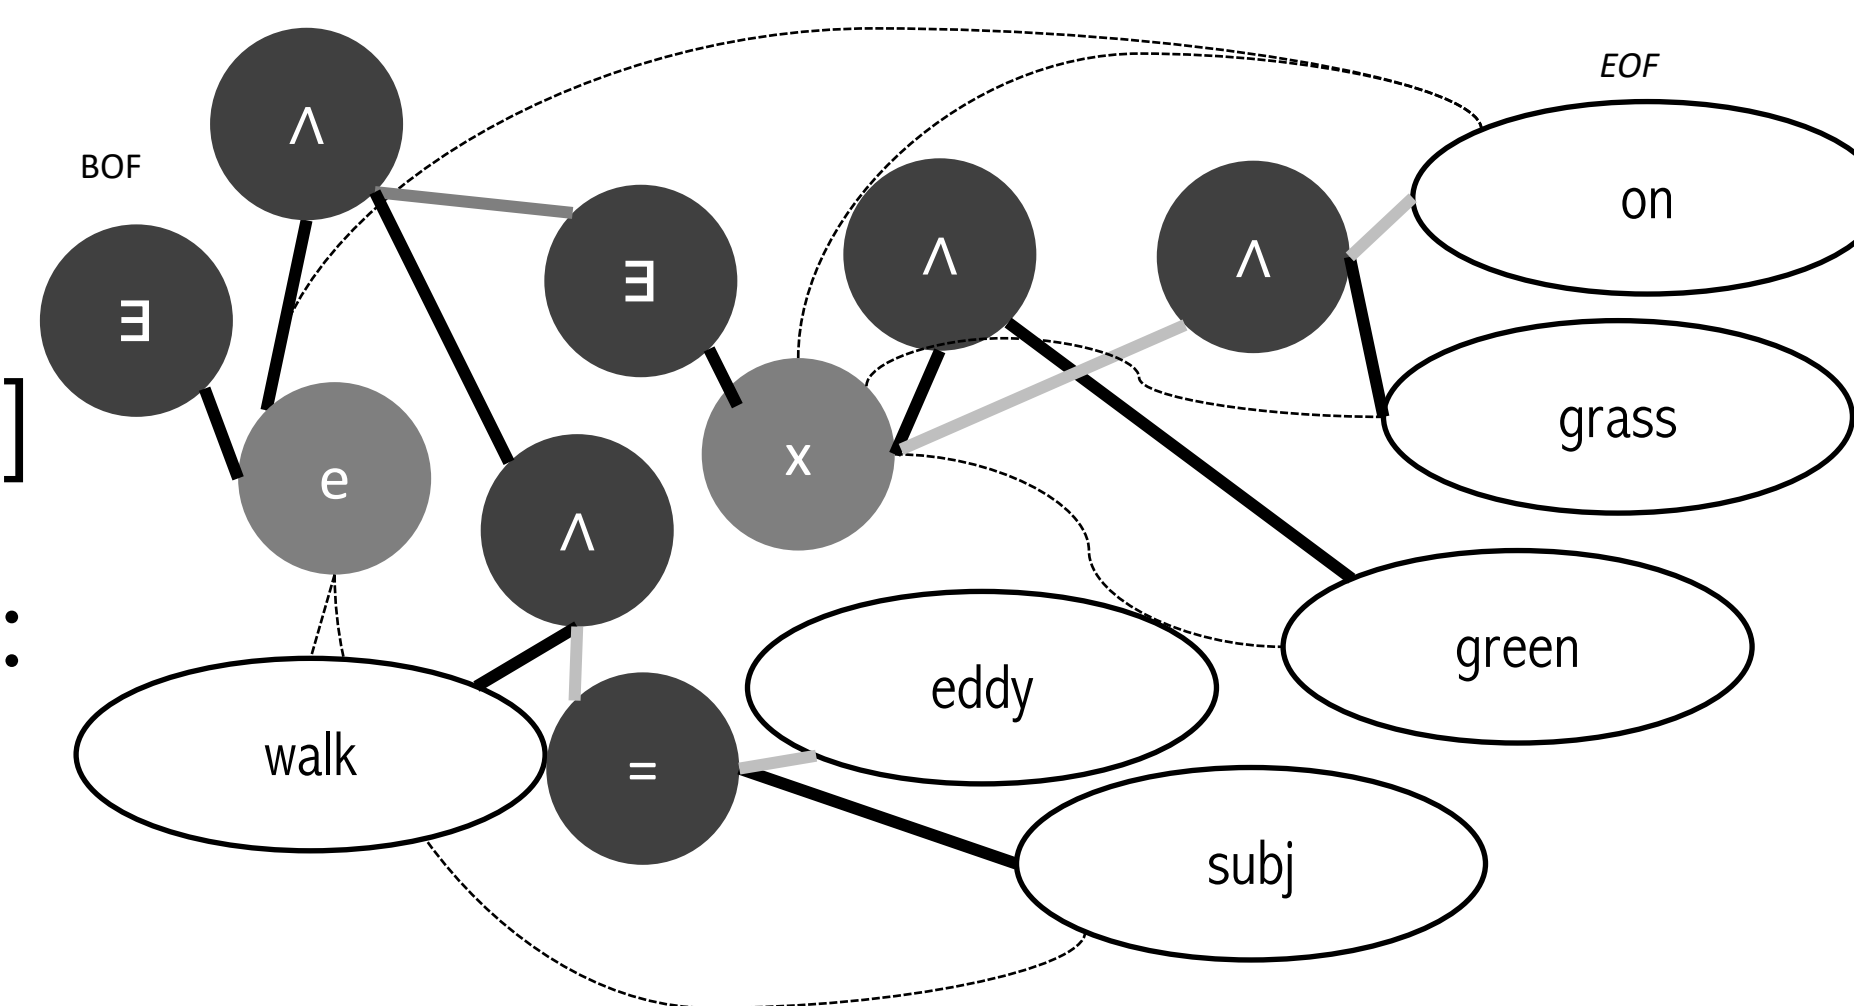 EOF
∧
BOF
on
∧
∧
∃
∃
grass
]
x
e
∧
green
:
eddy
walk
=
subj